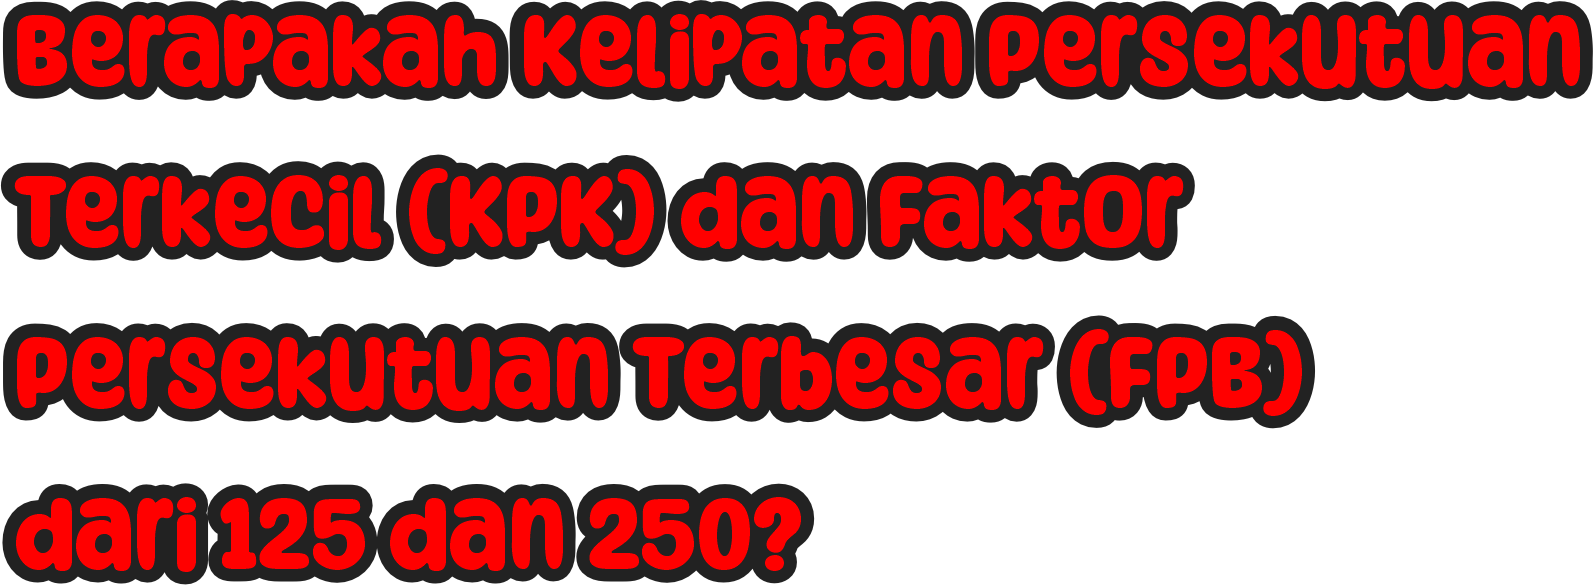 Berapakah Kelipatan Persekutuan
Terkecil (KPK) dan Faktor
Persekutuan Terbesar (FPB)
dari 125 dan 250?